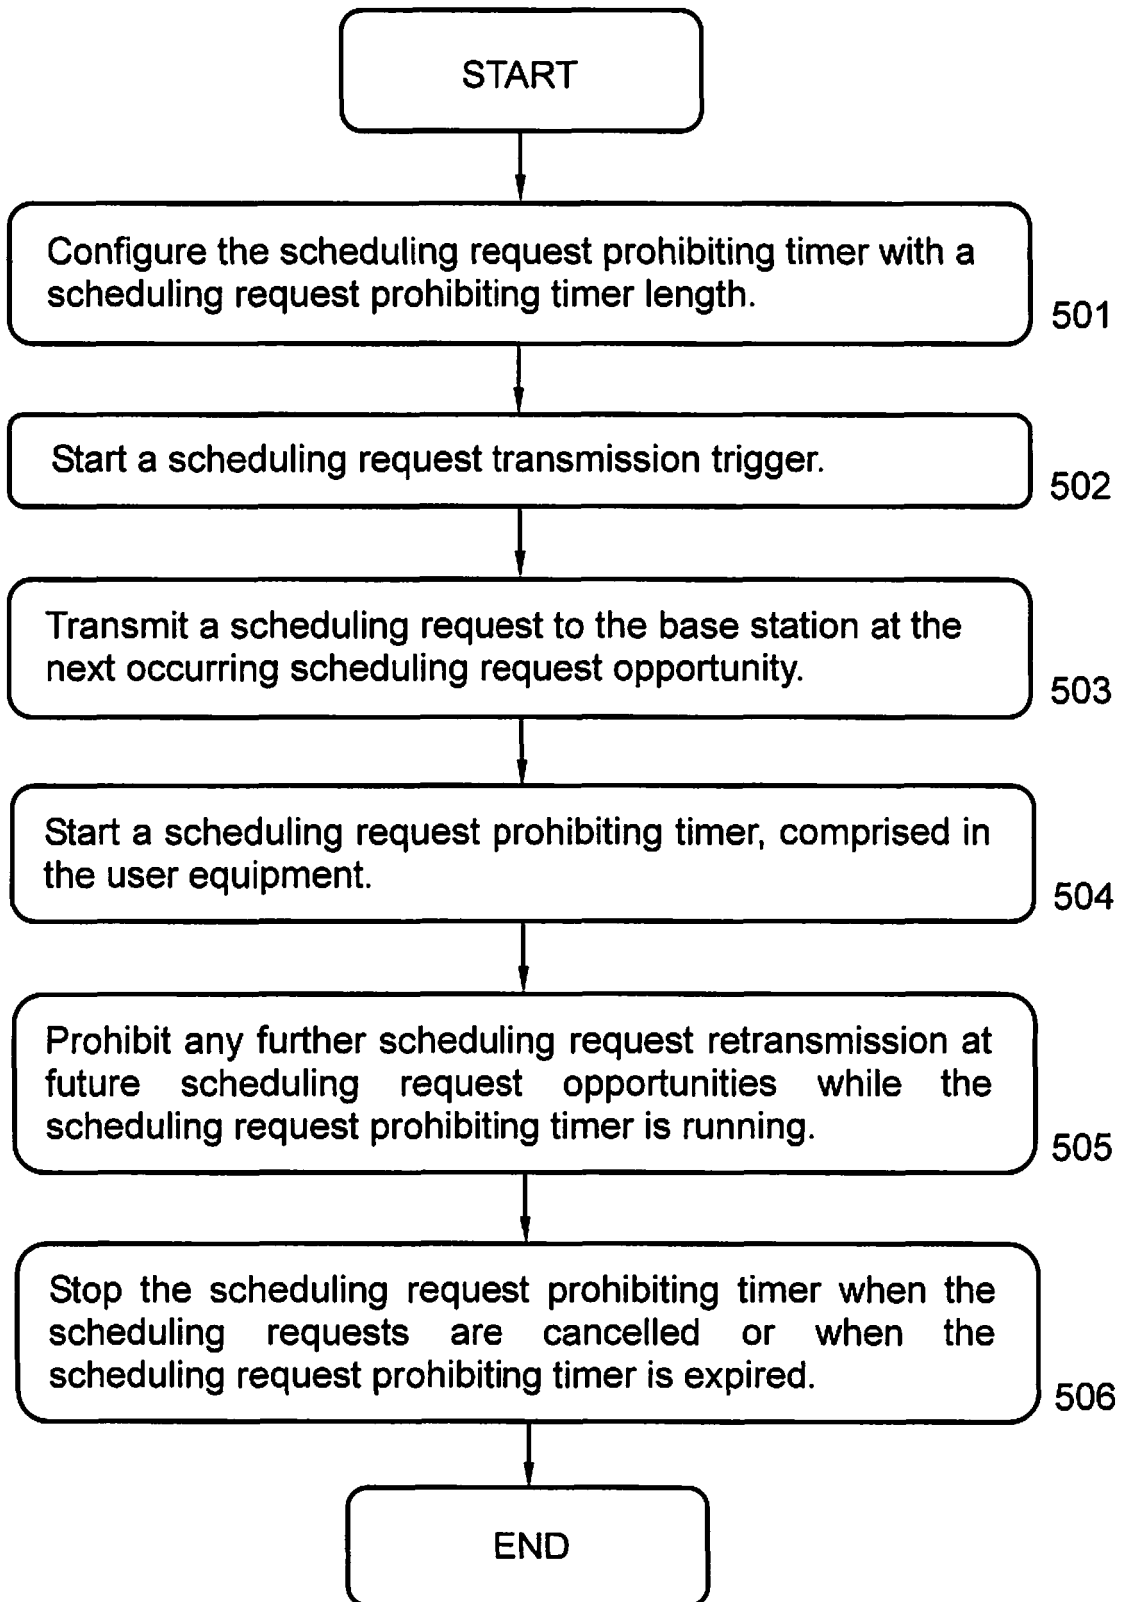 START
Configure the scheduling request prohibiting timer with a
scheduling request prohibiting timer length.
501
Start a scheduling request transmission trigger.
502
Transmit a scheduling request to the base station at the
next occurring scheduling request opportunity.
503
Start a scheduling request prohibiting timer, comprised in
the user equipment.
504
Prohibit any further scheduling request retransmission at
future scheduling request opportunities while the
scheduling request prohibiting timer is running.
505
Stop the scheduling request prohibiting timer when the
scheduling requests are cancelled or when the
scheduling request prohibiting timer is expired.
506
END